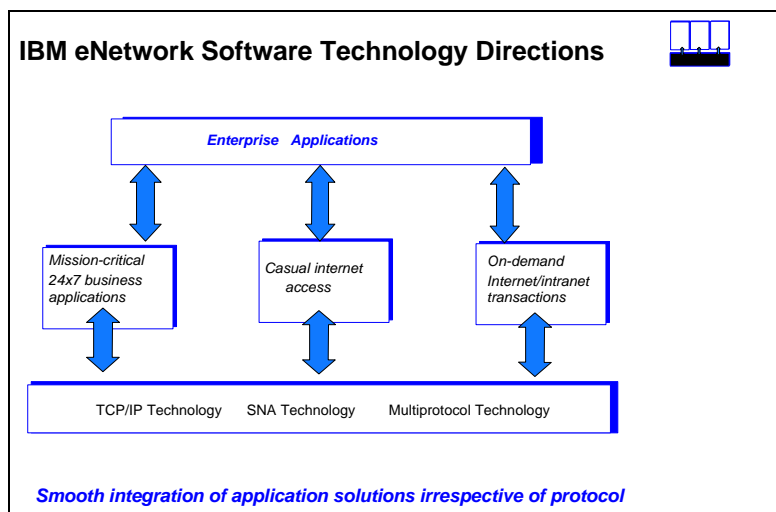 IBM eNetwork Software Technology Directions
Enterprise Applications
Mission-critical
24x7 business
applications
Casual internet
access
On-demand
Internet/intranet
transactions
TCP/IP Technology SNA Technology Multiprotocol Technology
Smooth integration of application solutions irrespective of protocol